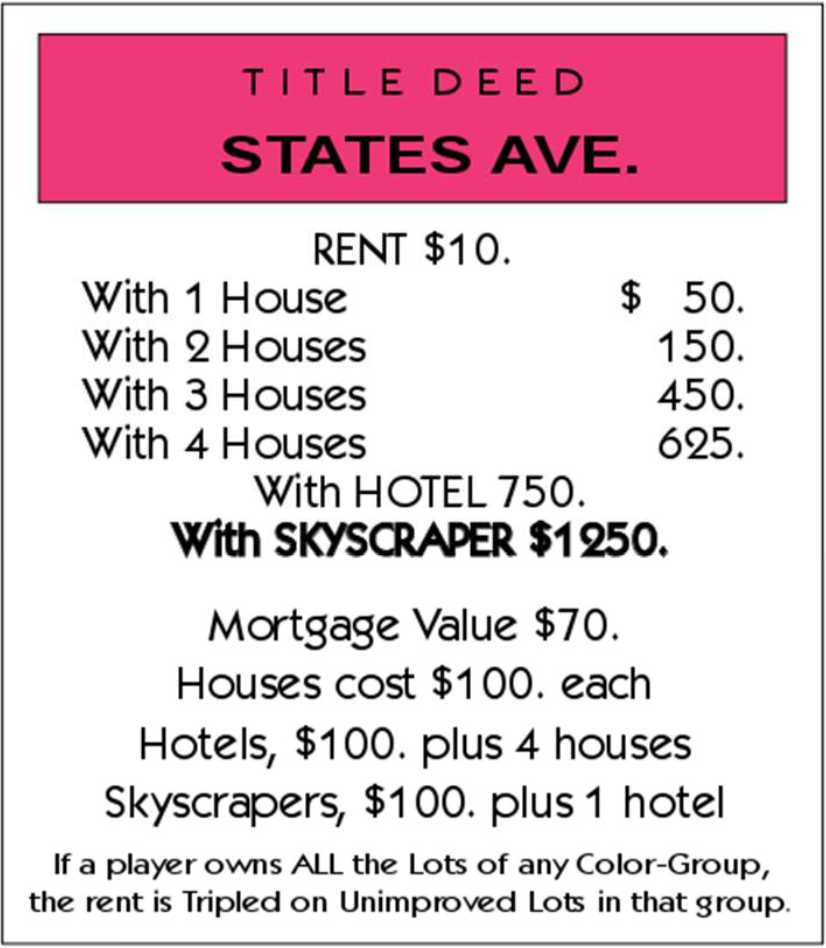 TITLE DEED
STATES AVE.
RENT $10.
With 1 House $ 50.
With 2 Houses 150.
With 3 Houses 450.
With 4 Houses 625.
With HOTEL 750.
With SKYSCRAPER $1250.
Mortgage Value $70.
Houses cost $100. each
Hotels, $100. plus 4 houses
Skyscrapers, $100. plus 1 hotel
If a player owns ALL the Lots of any Color-Group,
the rent is Tripled on Unimproved Lots in that group.